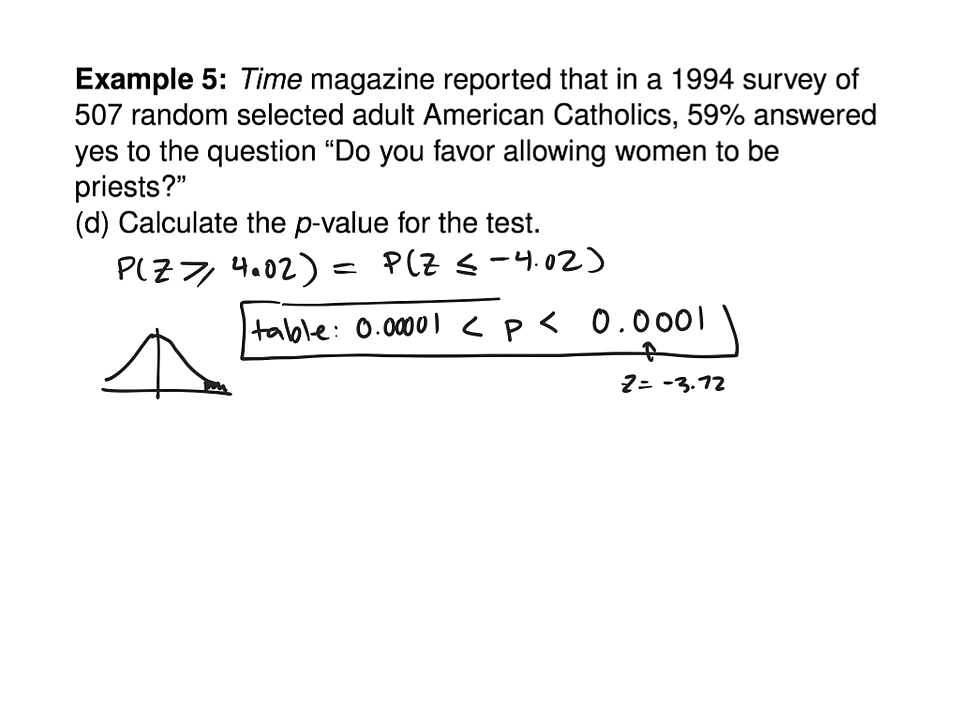 Example 5: Time magazine reported that in a 1994 survey of
507 random selected adult American Catholics, 59% answered
yes to the question “Do you favor allowing women to be
priests?”
(d) Calculate the p-value for the test.
P(Z ⩾ 4.02) = P(Z ≤ -4.02)
table: 0.00001 < p < 0.0001
Z = -3.72